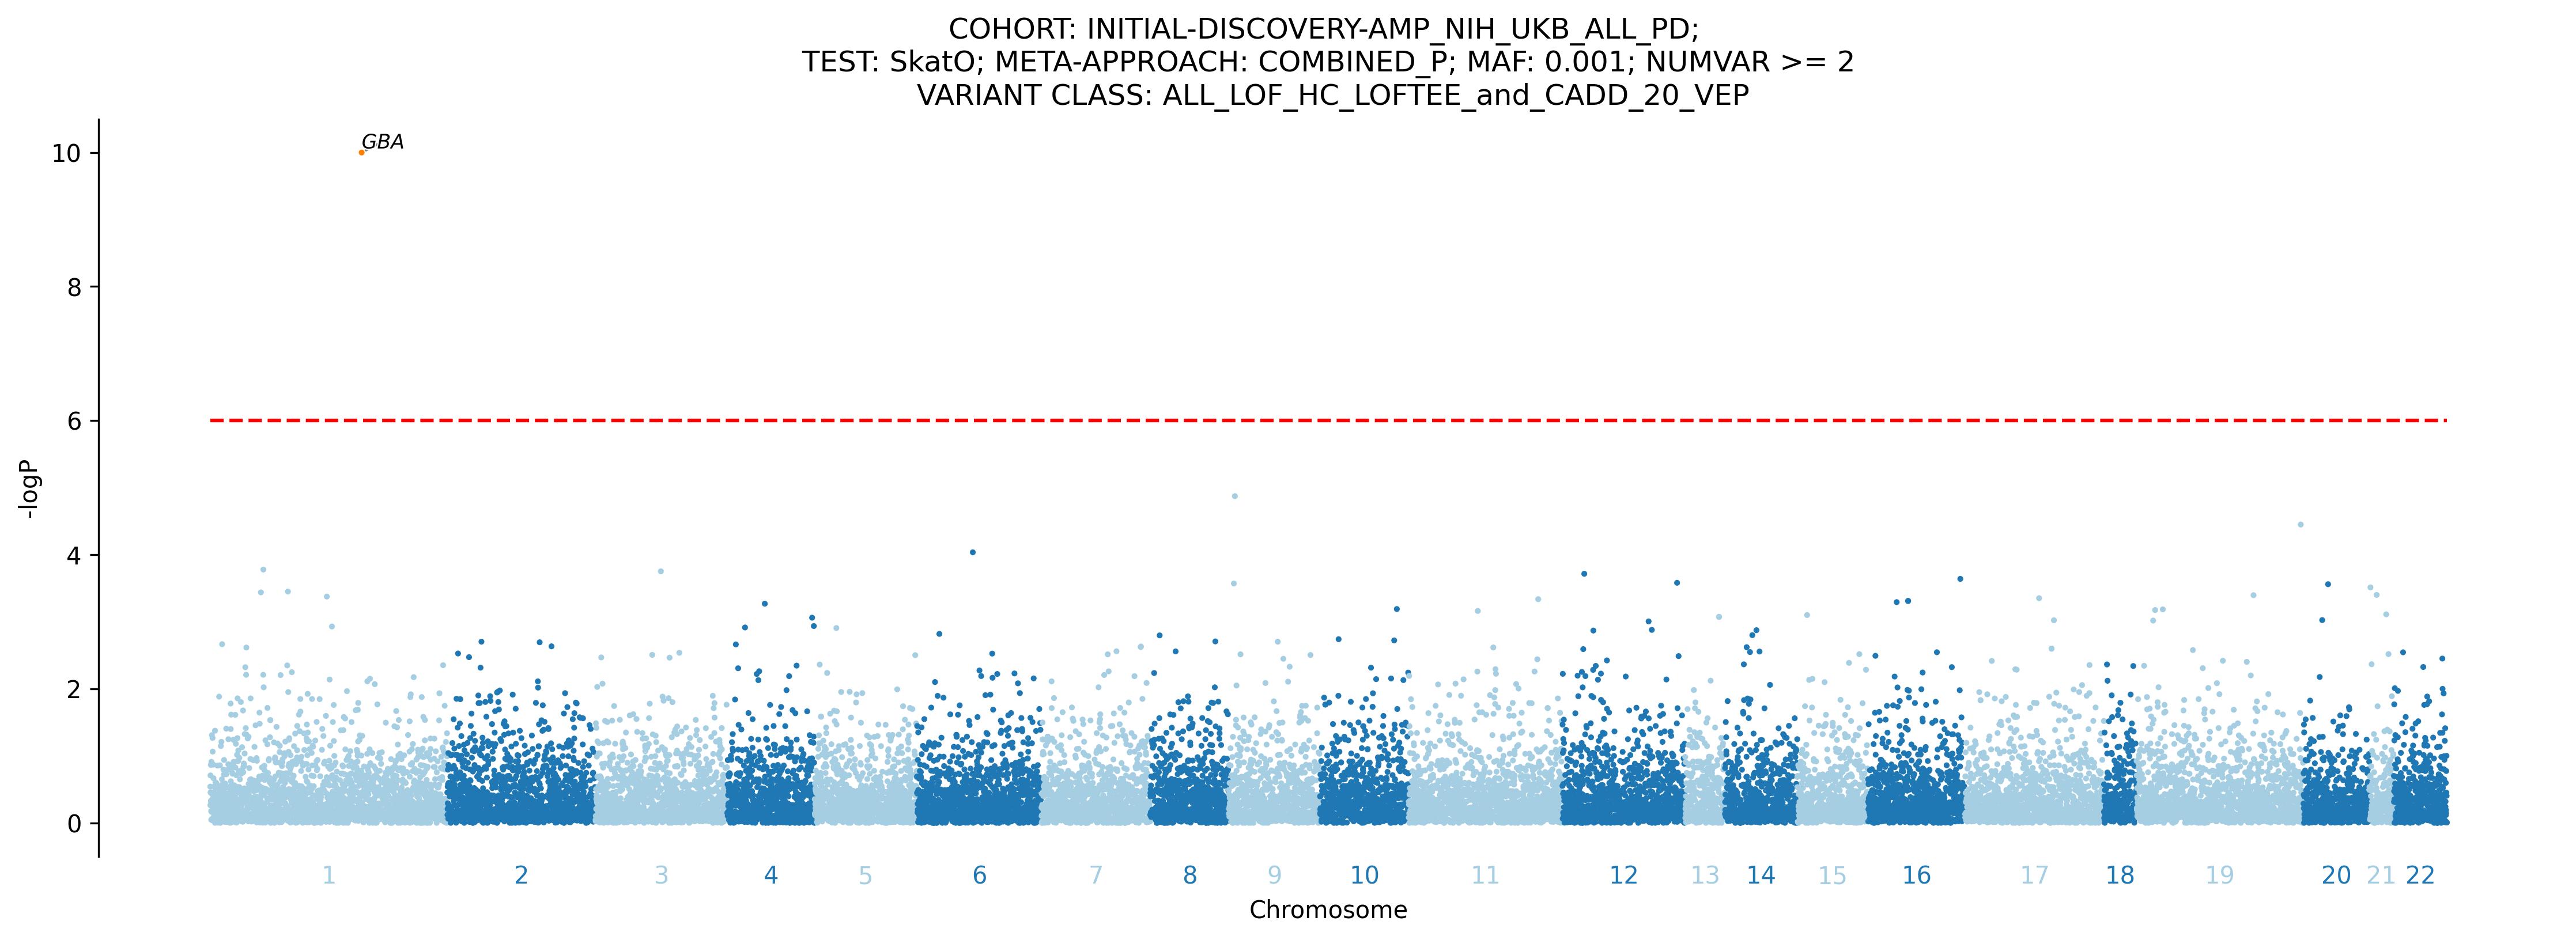 COHORT: INITIAL-DISCOVERY-AMP_NIH_UKB_ALL_PD;
TEST: SkatO; META-APPROACH: COMBINED_P; MAF: 0.001; NUMVAR >= 2
VARIANT CLASS: ALL_LOF_HC_LOFTEE_and_CADD_20_VEP
GBA
10
8
6
4
2
0
-logP
1 2 3 4 5 6 7 8 9 10 11 12 13 14 15 16 17 18 19 20 21 22
Chromosome